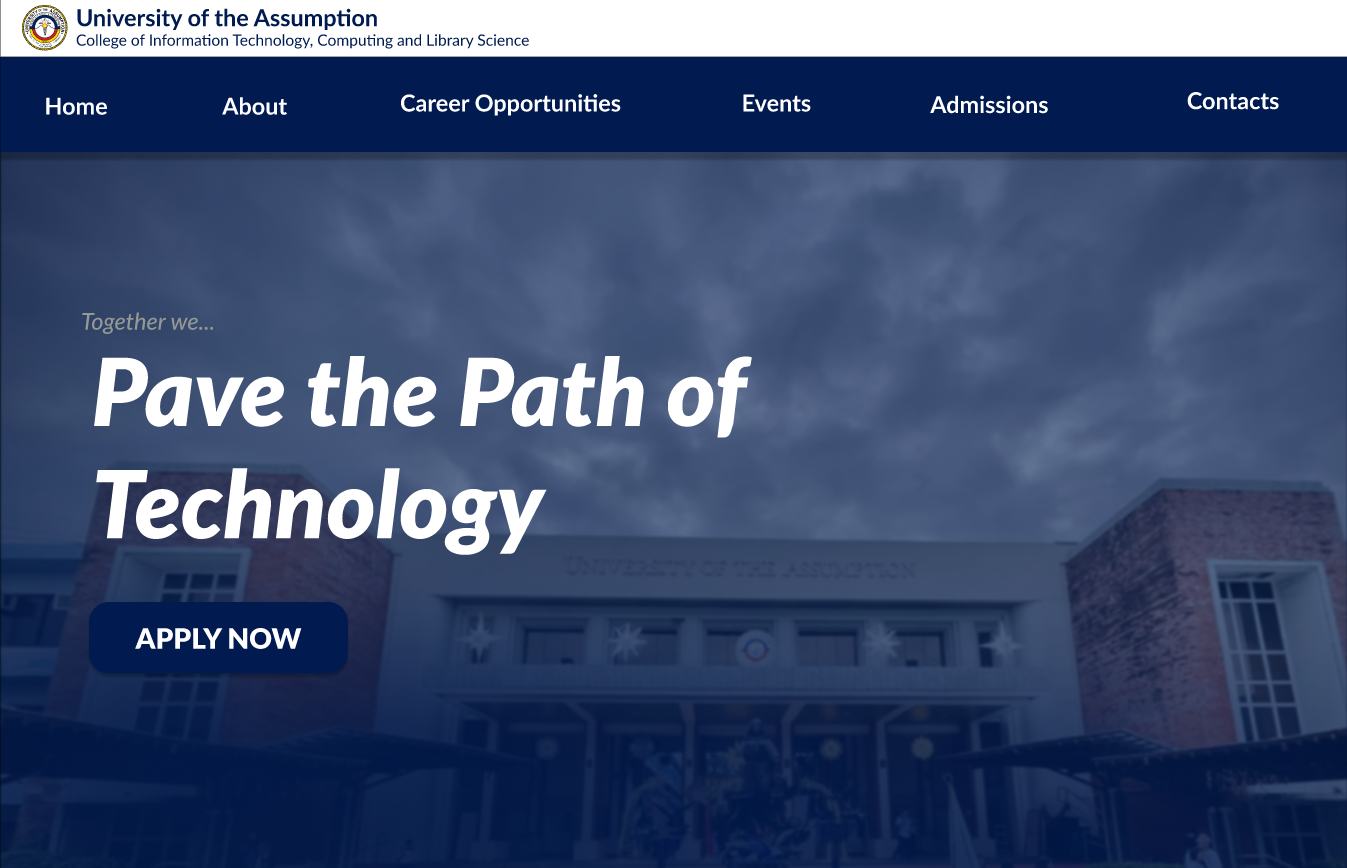 University of the Assumption
College of Information Technology, Computing and Library Science
Home About Career Opportunities Events Admissions Contacts
Together we...
Pave the Path of
Technology
UNIVERSITY OF THE ASSUMPTION
APPLY NOW